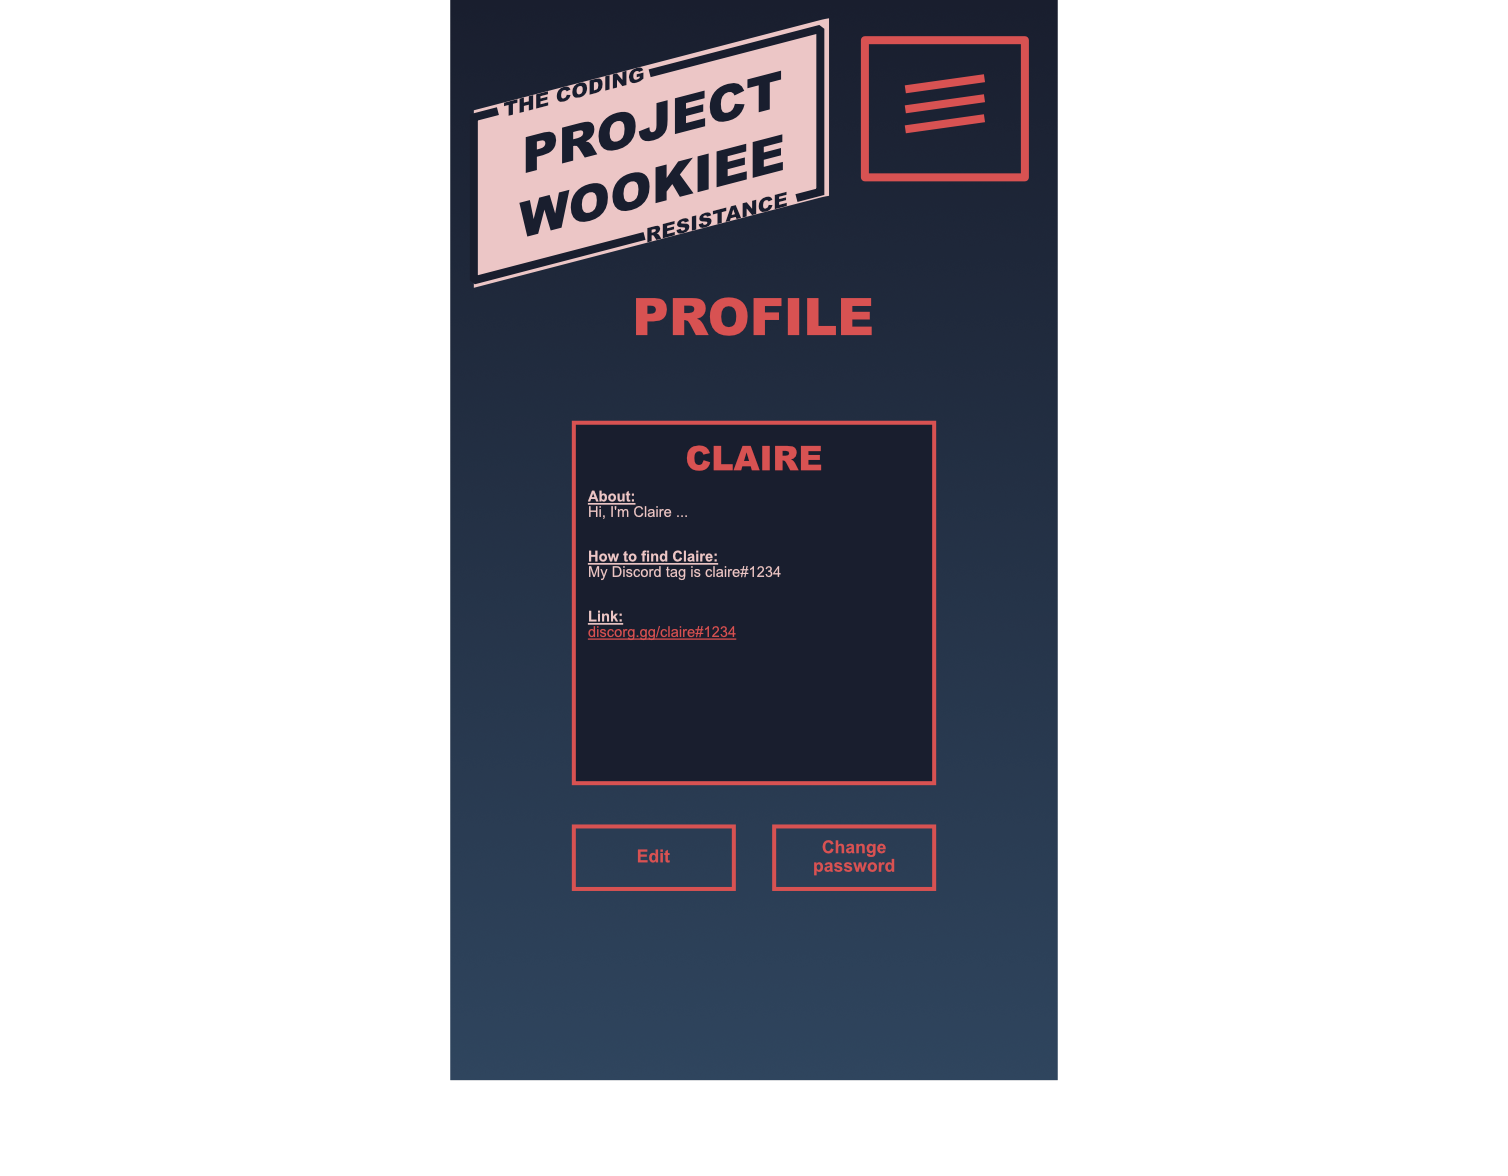 THE CODING
PROJECT
WOOKIEE
RESISTANCE
PROFILE
CLAIRE
About:
Hi, I'm Claire ...
How to find Claire:
My Discord tag is claire#1234
Link:
discorg.gg/claire#1234
Edit
Change
password